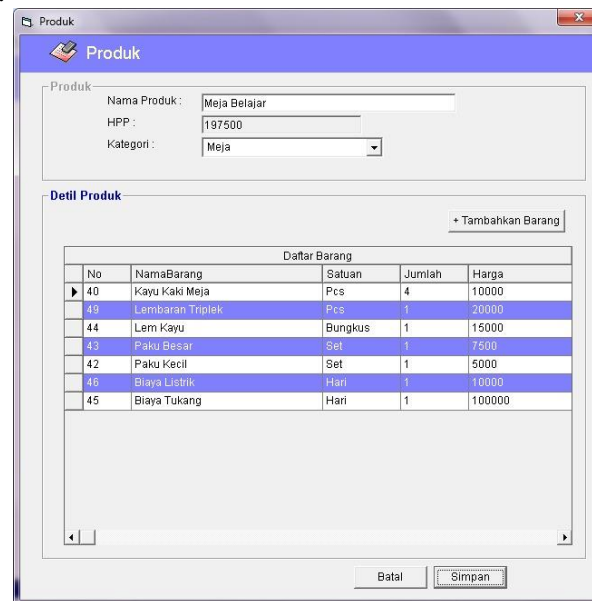 Produk
Produk
Produk
Nama Produk : Meja Belajar
HPP : 197500
Kategori : Meja
Detil Produk
+ Tambahkan Barang
Daftar Barang
No NamaBarang Satuan Jumlah Harga
40 Kayu Kaki Meja Pcs 4 10000
49 Lembaran Triplek Pcs 1 20000
44 Lem Kayu Bungkus 1 15000
43 Paku Besar Set 1 7500
42 Paku Kecil Set 1 5000
46 Biaya Listrik Hari 1 10000
45 Biaya Tukang Hari 1 100000
Batal Simpan